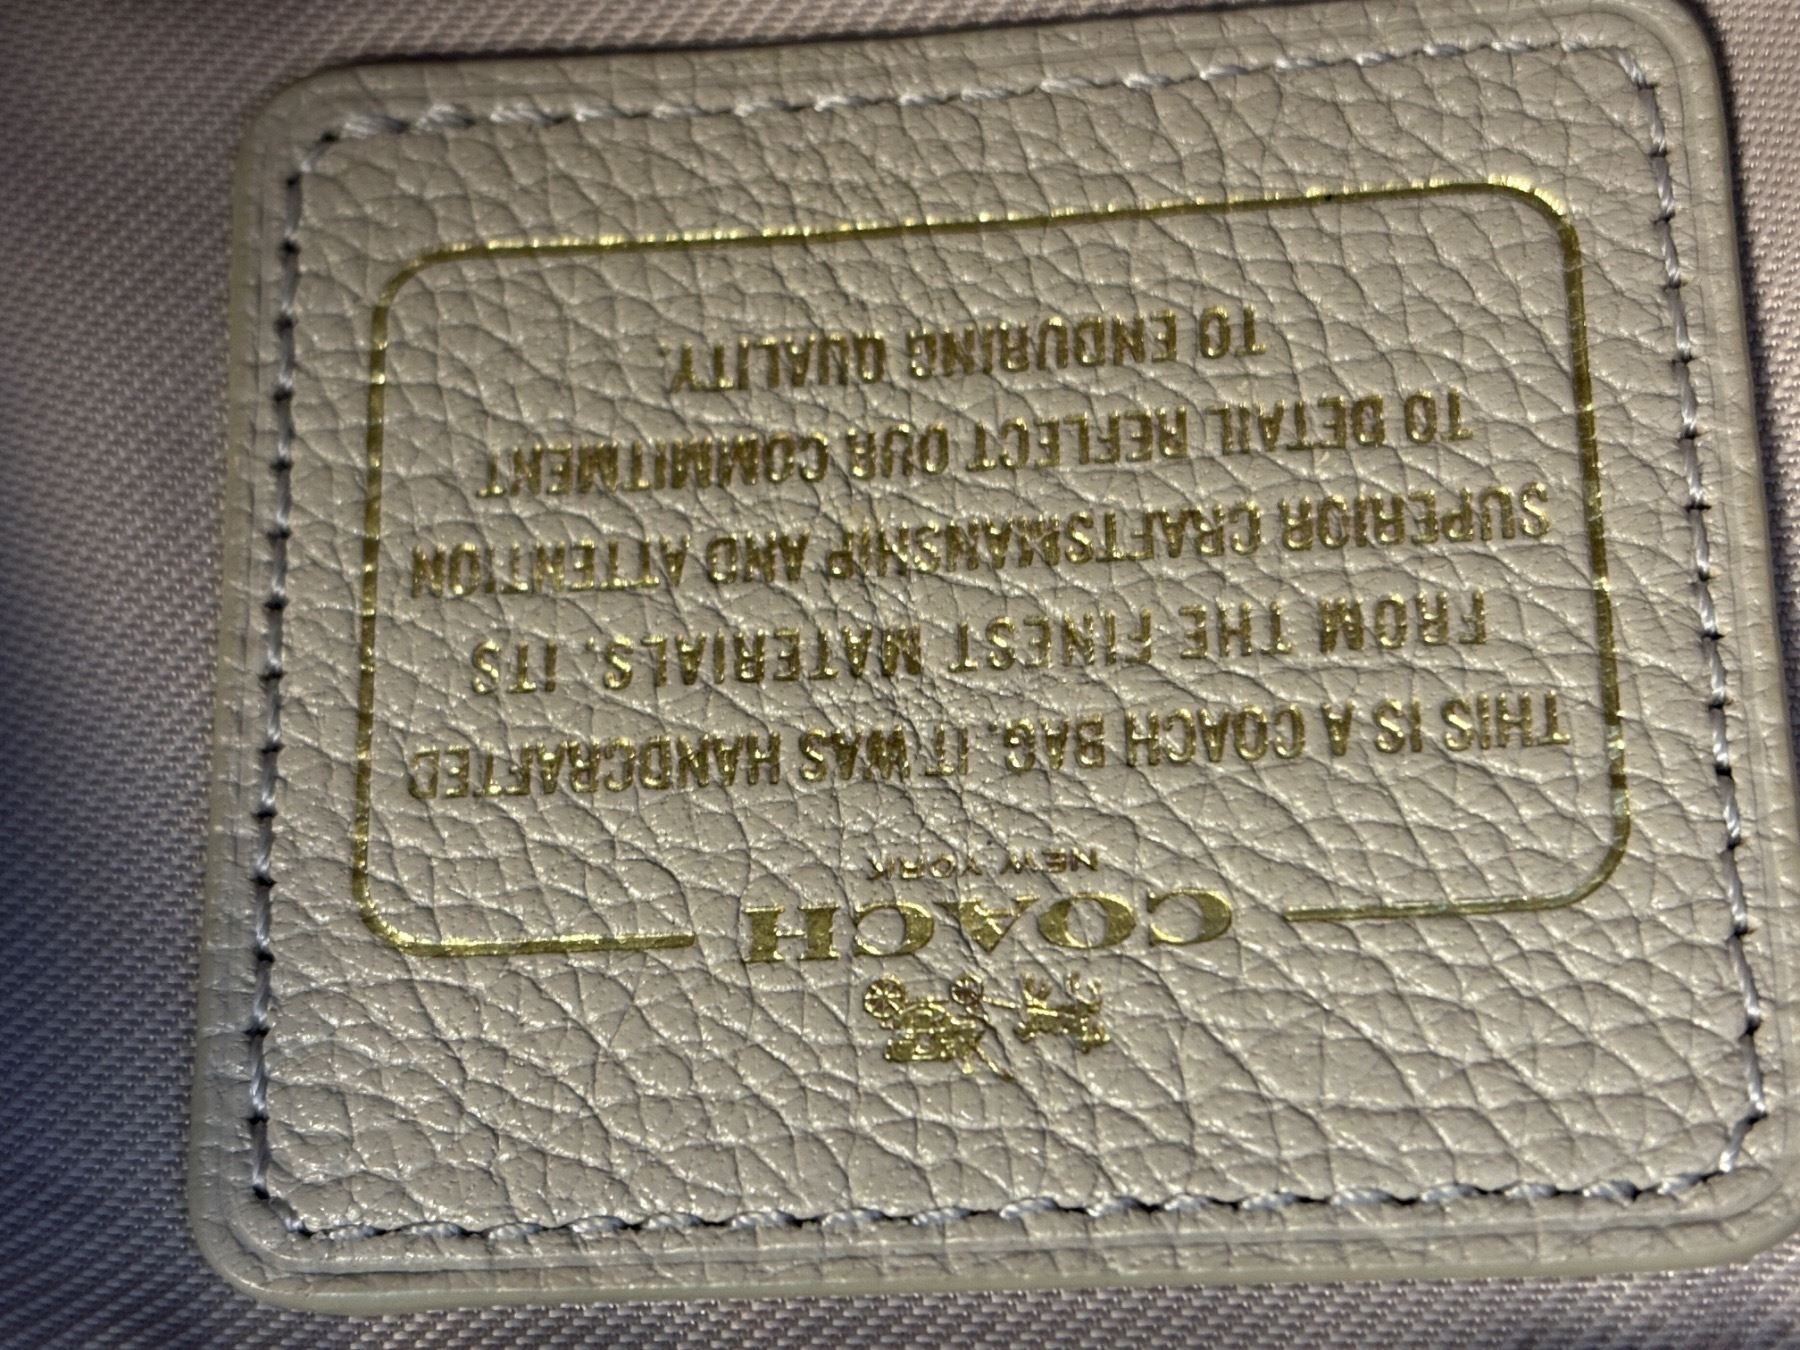 COACH
NEW YORK
THIS IS A COACH BAG. IT WAS HANDCRAFTED
FROM THE FINEST MATERIALS. ITS
SUPERIOR CRAFTSMANSHIP AND ATTENTION
TO DETAIL REFLECT OUR COMMITMENT
TO ENDURING QUALITY.